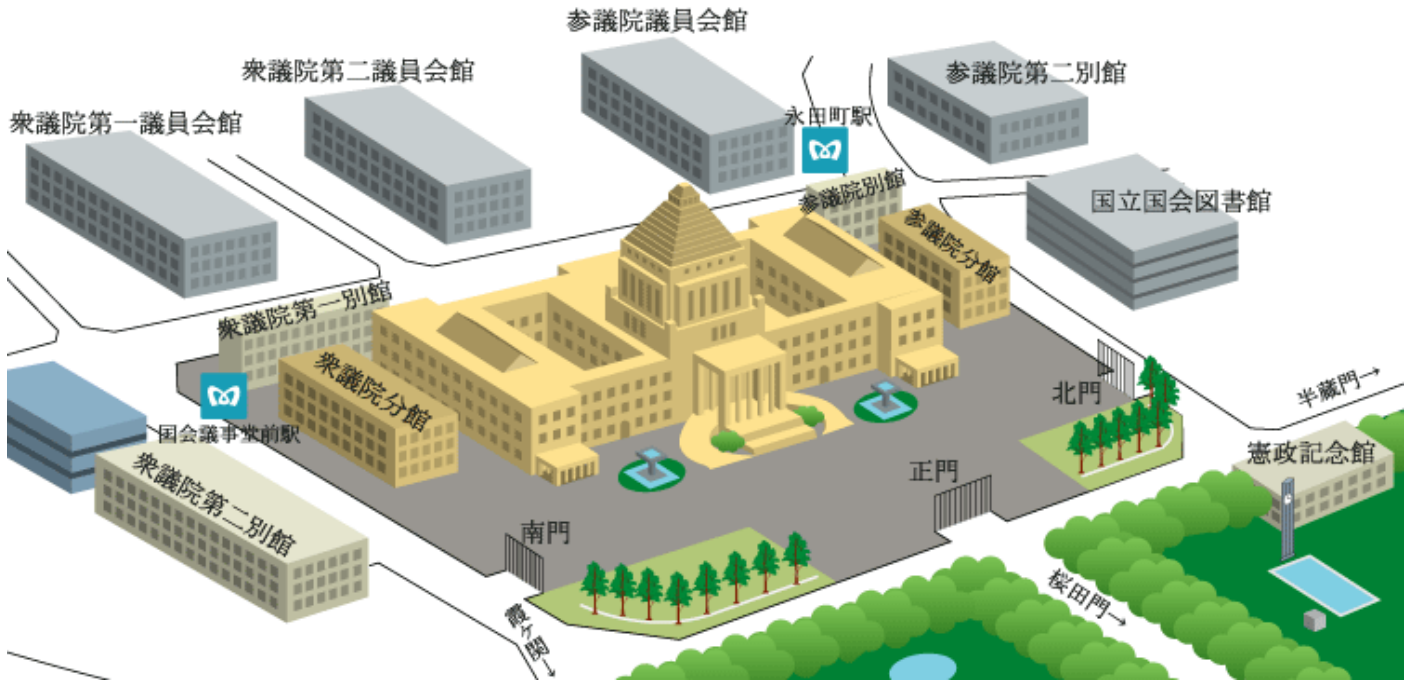 参議院議員会館
衆議院第二議員会館
参議院第二別館
永田町駅
衆議院第一議員会館
参議院別館
国立国会図書館
参議院分館
衆議院第一別館
衆議院分館
北門
半蔵門→
国会議事堂前駅
憲政記念館
正門
衆議院第二別館
南門
桜田門→
霞ヶ関→